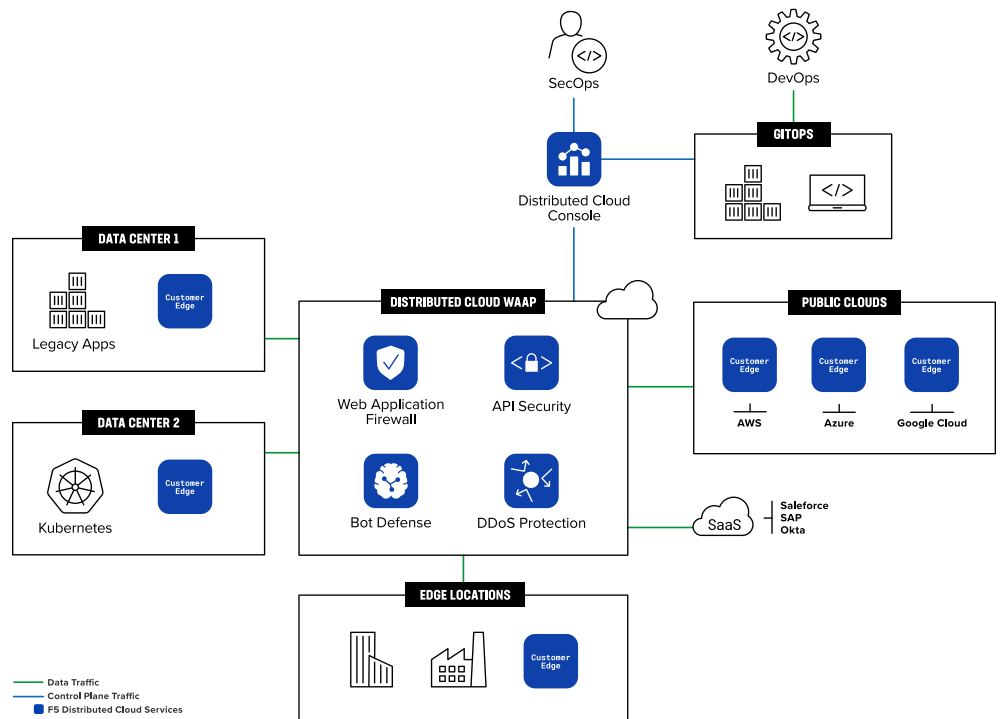 SecOps
DevOps
GITOPS
</>
</>
</>
Distributed Cloud
Console
DATA CENTER 1
Customer
Edge
Legacy Apps
DISTRIBUTED CLOUD WAAP
Web Application
Firewall
< >
API Security
Bot Defense
DDoS Protection
PUBLIC CLOUDS
Customer
Edge
AWS
Customer
Edge
Azure
Customer
Edge
Google Cloud
DATA CENTER 2
Kubernetes
Customer
Edge
SaaS
Saleforce
SAP
Okta
EDGE LOCATIONS
Customer
Edge
Data Traffic
Control Plane Traffic
F5 Distributed Cloud Services